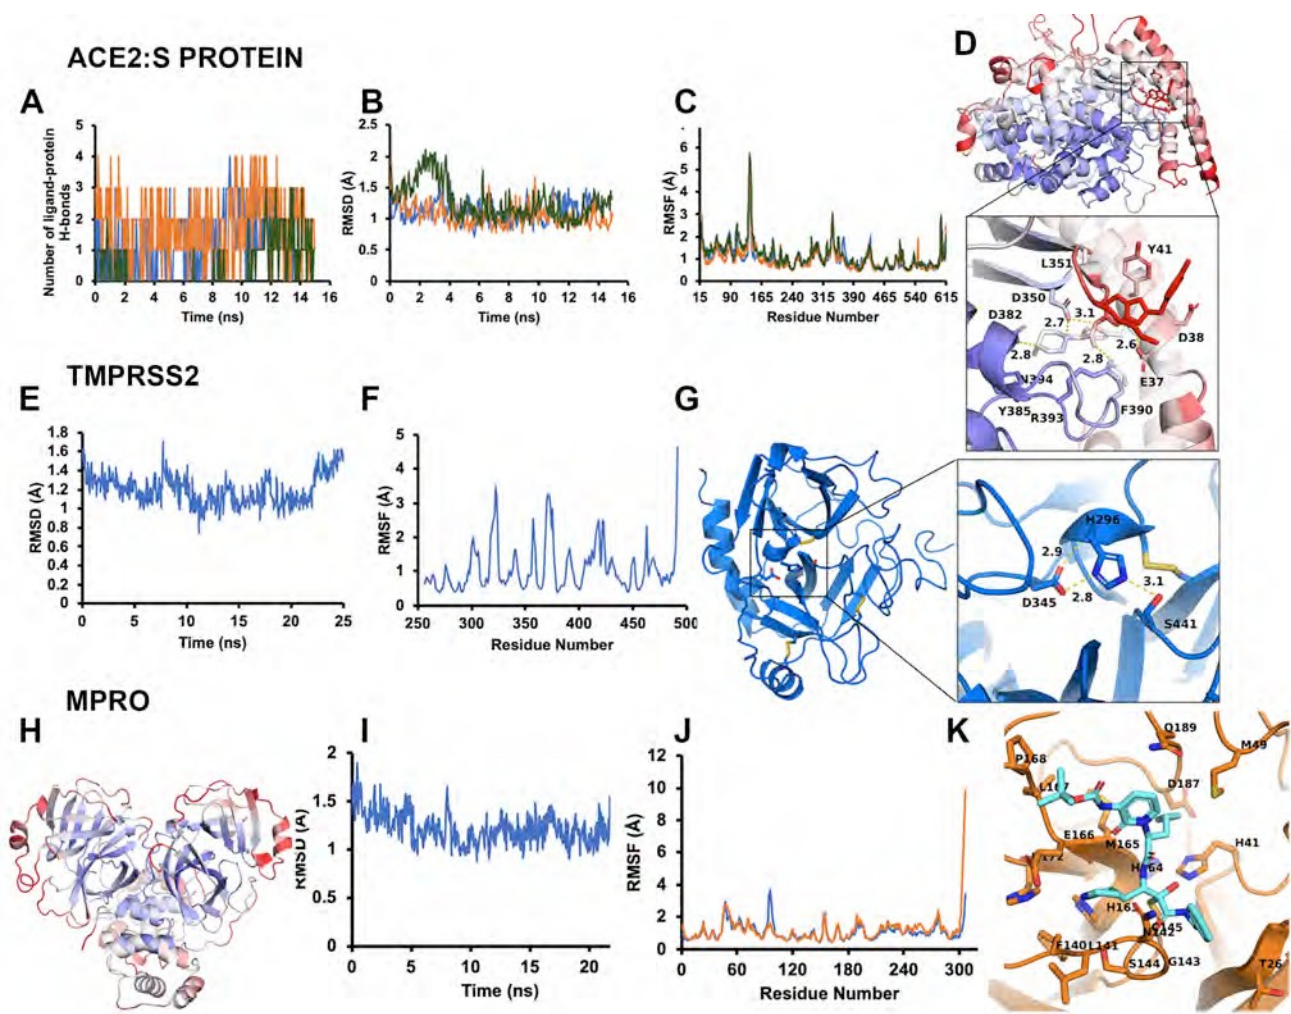 ACE2:S PROTEIN
A
Number of ligand-protein
H-bonds
5
4
3
2
1
0
0 2 4 6 8 10 12 14 16
Time (ns)
B
RMSD (Å)
2.5
2
1.5
1
0.5
0
0 2 4 6 8 10 12 14 16
Time (ns)
C
RMSF (Å)
6
5
4
3
2
1
0
15 90 165 240 315 390 465 540 615
Residue Number
D
Y41
L351
D350
3.1
D382
2.7
2.6
D38
2.8
2.8
N394
E37
Y385
R393
F390
TMPRSS2
E
RMSD (Å)
1.8
1.6
1.4
1.2
1
0.8
0.6
0.4
0.2
0
0 5 10 15 20 25
Time (ns)
F
RMSF (Å)
5
4
3
2
1
0
250 300 350 400 450 500
Residue Number
G
H296
2.9
3.1
D345
2.8
S441
MPRO
H
I
RMSD (Å)
2
1.5
1
0.5
0
0 5 10 15 20
Time (ns)
J
RMSF (Å)
12
10
8
6
4
2
0
0 60 120 180 240 300
Residue Number
K
Q189
M49
P168
D187
L167
E166
M165
H41
H164
H163
N142
F140
L141
S144
G143
T26